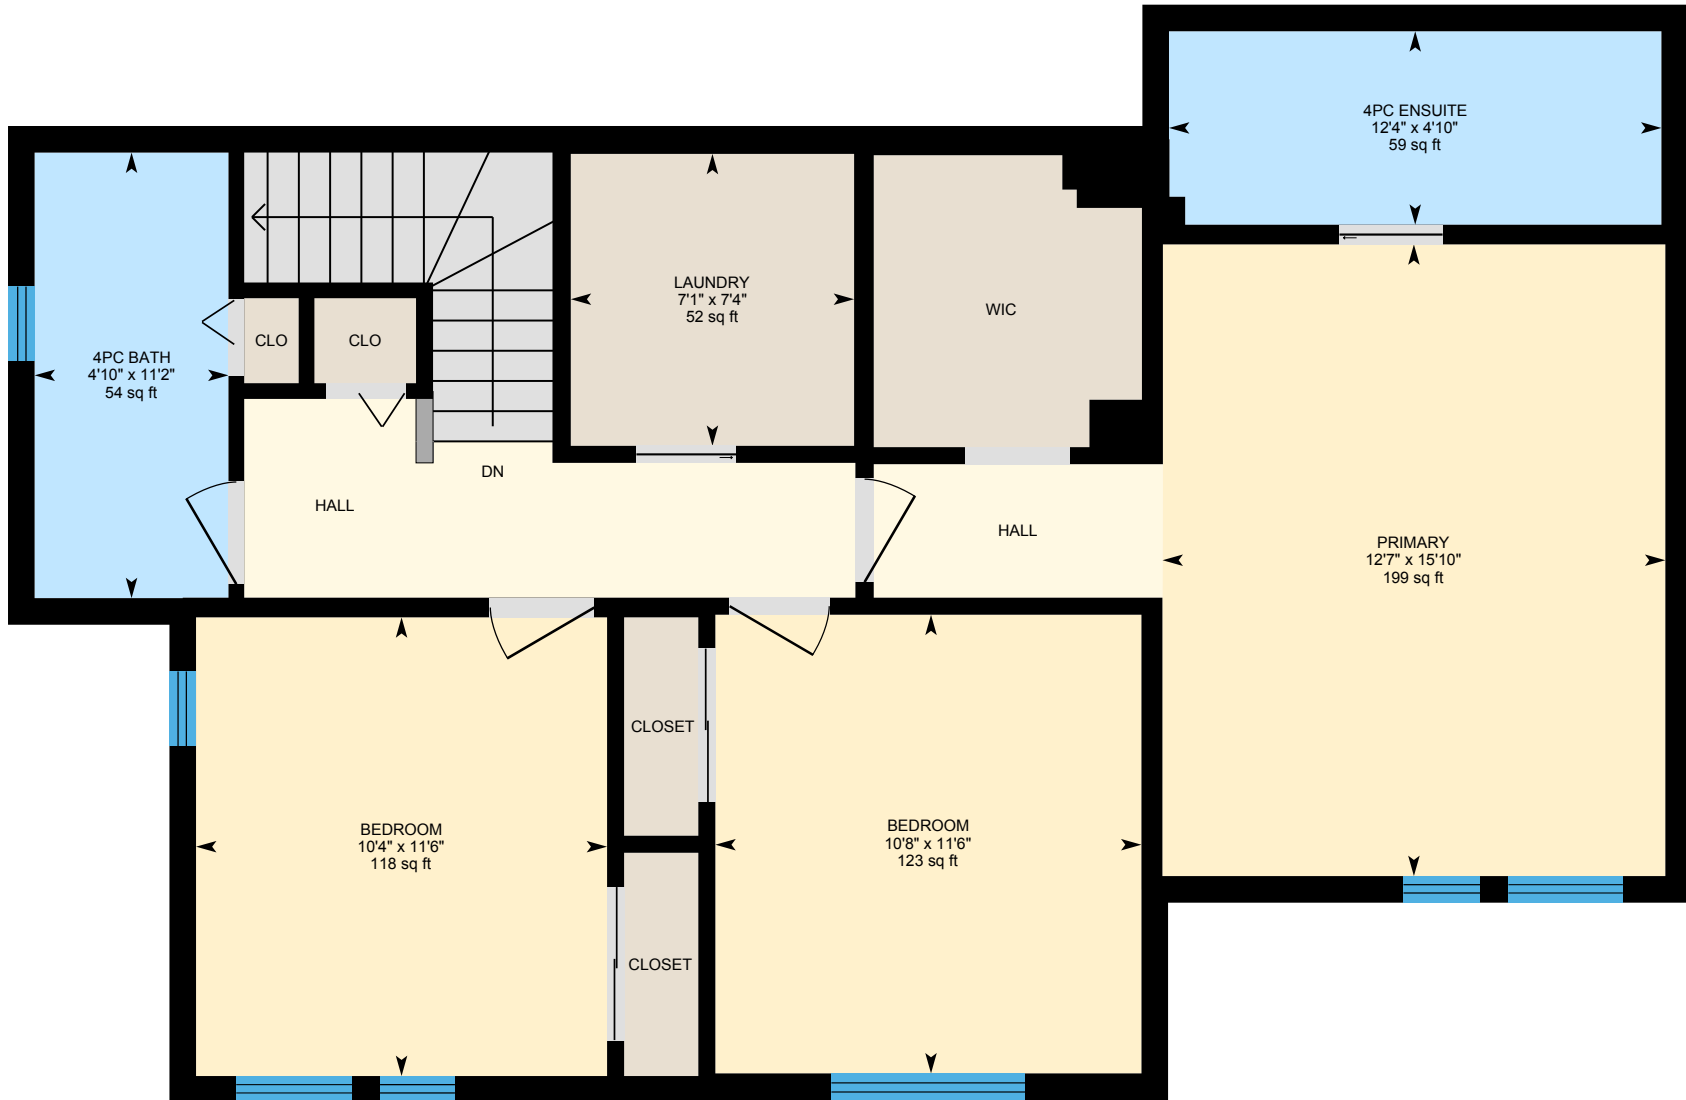 4PC ENSUITE
12'4" x 4'10"
59 sq ft
LAUNDRY
7'1" x 7'4"
52 sq ft
WIC
CLO
CLO
4PC BATH
4'10" x 11'2"
54 sq ft
DN
HALL
HALL
PRIMARY
12'7" x 15'10"
199 sq ft
CLOSET
BEDROOM
10'4" x 11'6"
118 sq ft
BEDROOM
10'8" x 11'6"
123 sq ft
CLOSET